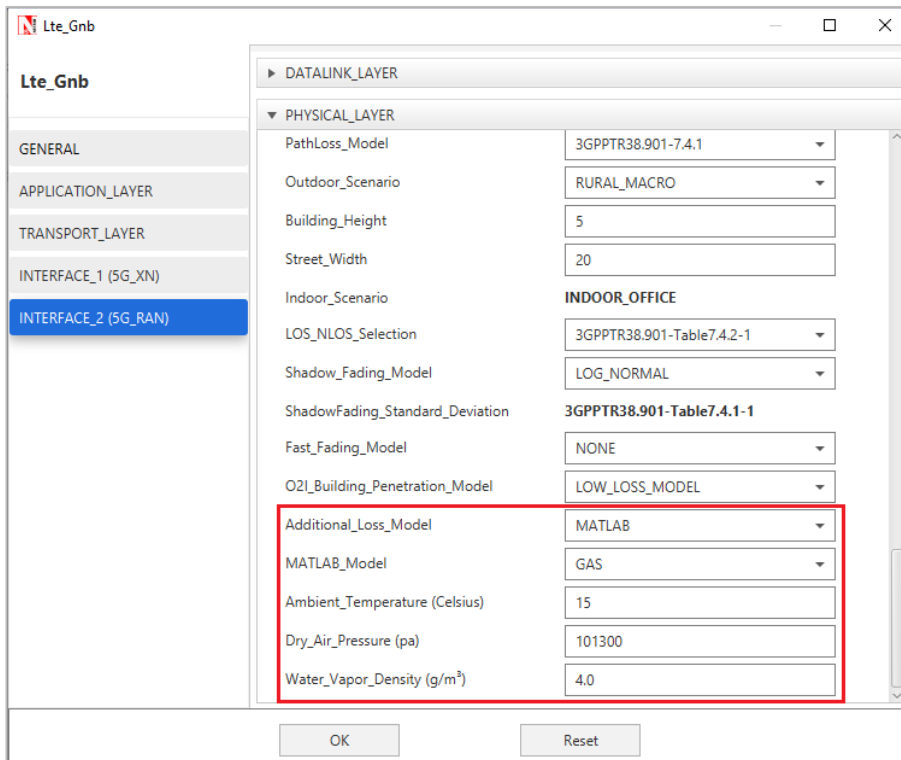 Lte_Gnb
Lte_Gnb
GENERAL
APPLICATION_LAYER
TRANSPORT_LAYER
INTERFACE_1 (5G_XN)
INTERFACE_2 (5G_RAN)
DATALINK_LAYER
PHYSICAL_LAYER
PathLoss_Model 3GPPTR38.901-7.4.1
Outdoor_Scenario RURAL_MACRO
Building_Height 5
Street_Width 20
Indoor_Scenario INDOOR_OFFICE
LOS_NLOS_Selection 3GPPTR38.901-Table7.4.2-1
Shadow_Fading_Model LOG_NORMAL
ShadowFading_Standard_Deviation 3GPPTR38.901-Table7.4.1-1
Fast_Fading_Model NONE
O2I_Building_Penetration_Model LOW_LOSS_MODEL
Additional_Loss_Model MATLAB
MATLAB_Model GAS
Ambient_Temperature (Celsius) 15
Dry_Air_Pressure (pa) 101300
Water_Vapor_Density (g/m³) 4.0
OK Reset